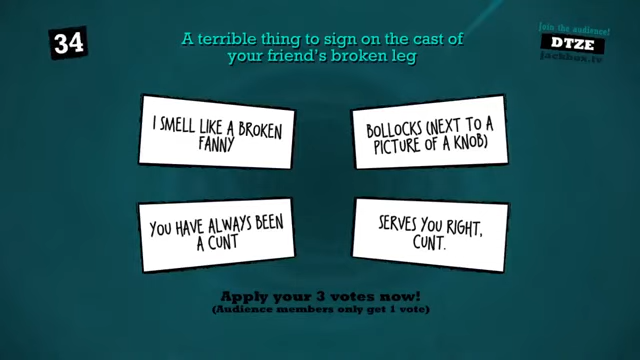 34
A terrible thing to sign on the cast of
your friend's broken leg
join the audience!
DTZE
jackbox.tv
I SMELL LIKE A BROKEN
FANNY
BOLLOCKS (NEXT TO A
PICTURE OF A KNOB)
YOU HAVE ALWAYS BEEN
A CUNT
SERVES YOU RIGHT,
CUNT.
Apply your 3 votes now!
(Audience members only get 1 vote)